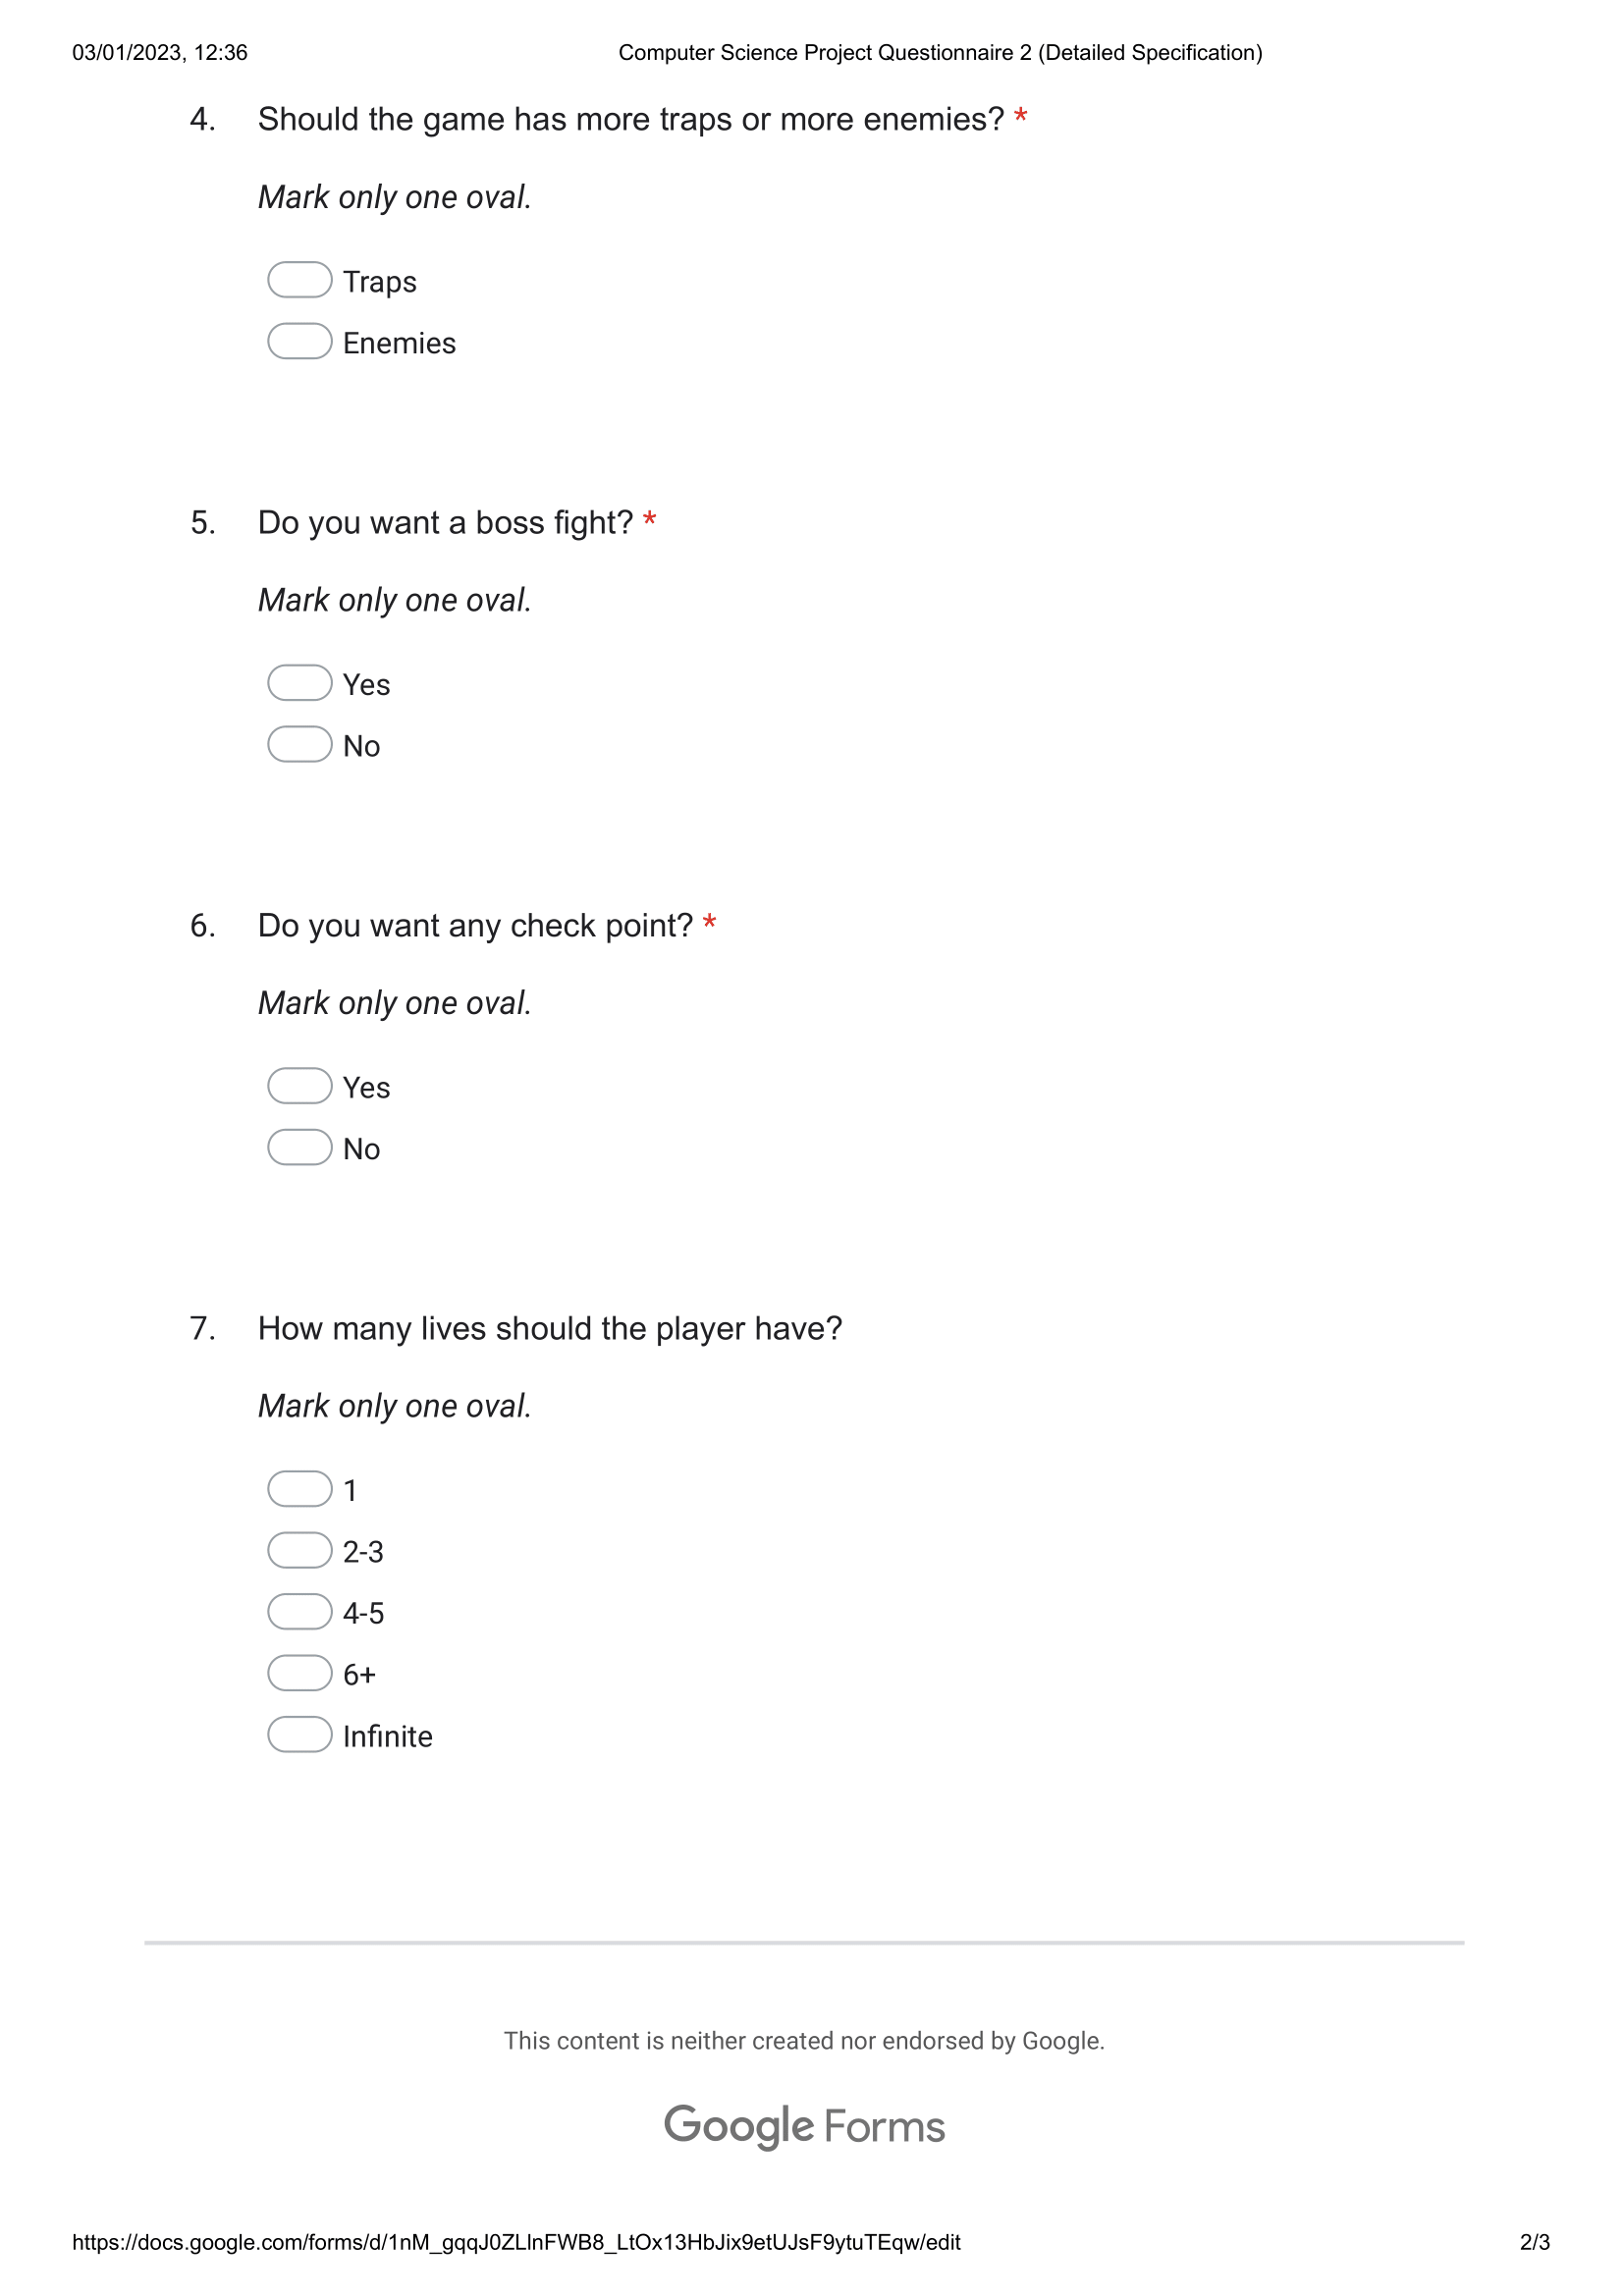 03/01/2023, 12:36 Computer Science Project Questionnaire 2 (Detailed Specification)
4. Should the game has more traps or more enemies? *
Mark only one oval.
Traps
Enemies
5. Do you want a boss fight? *
Mark only one oval.
Yes
No
6. Do you want any check point? *
Mark only one oval.
Yes
No
7. How many lives should the player have?
Mark only one oval.
1
2-3
4-5
6+
Infinite
This content is neither created nor endorsed by Google.
Google Forms
https://docs.google.com/forms/d/1nM_gqqJ0ZLlnFWB8_LtOx13HbJix9etUJsF9ytuTEqw/edit 2/3